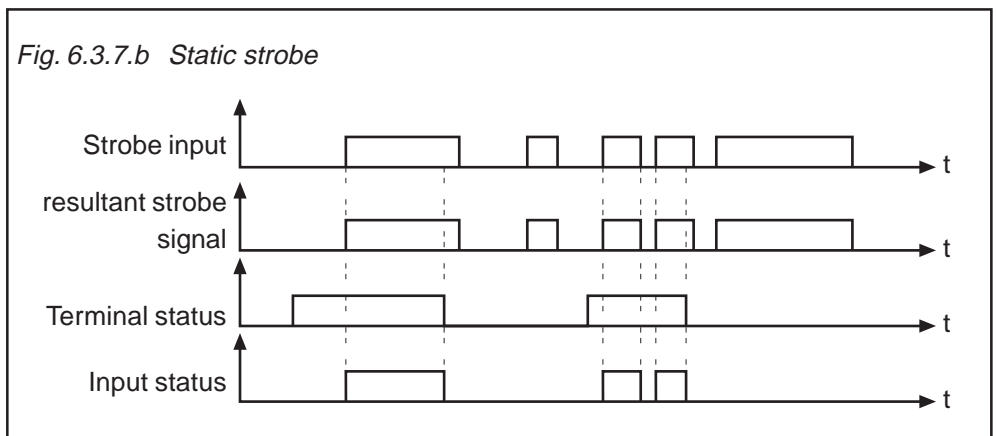 Fig. 6.3.7.b Static strobe
Strobe input
t
resultant strobe
signal
t
Terminal status
t
Input status
t